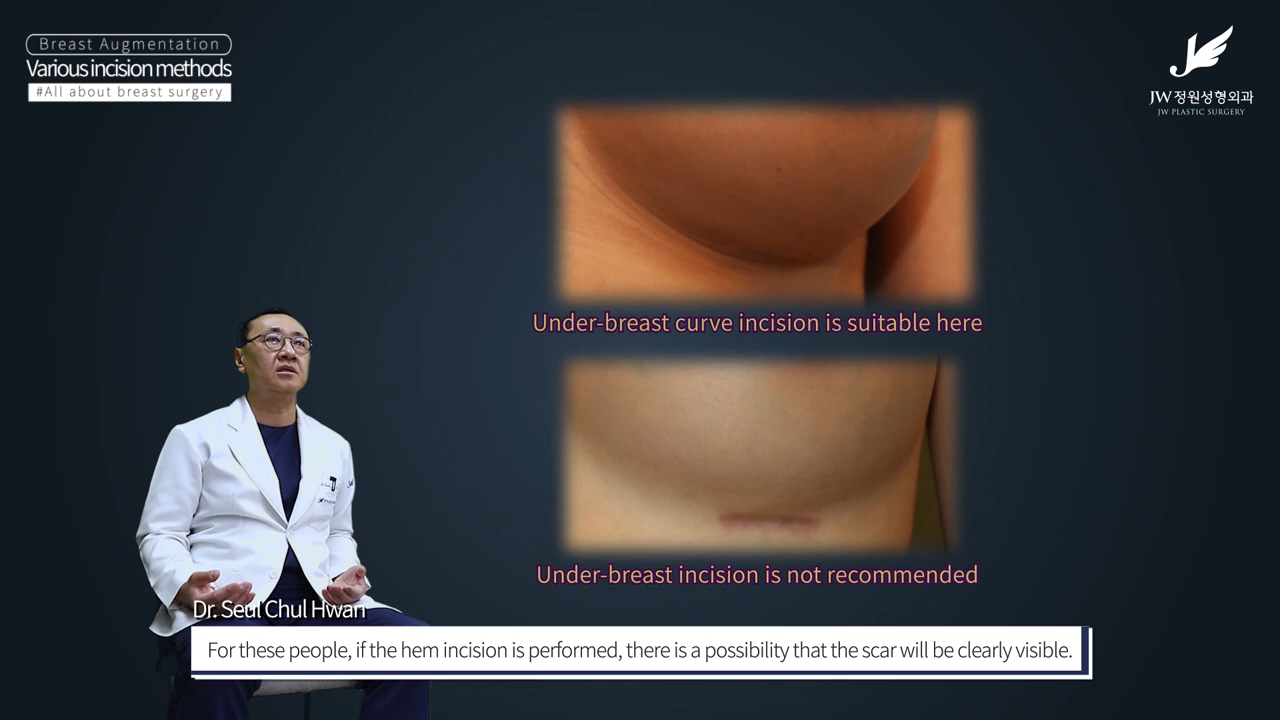 Breast Augmentation
Various incision methods
#All about breast surgery
JW정원성형외과
JW PLASTIC SURGERY
Under-breast curve incision is suitable here
Under-breast incision is not recommended
Dr. Seul Chul Hwan
For these people, if the hem incision is performed, there is a possibility that the scar will be clearly visible.